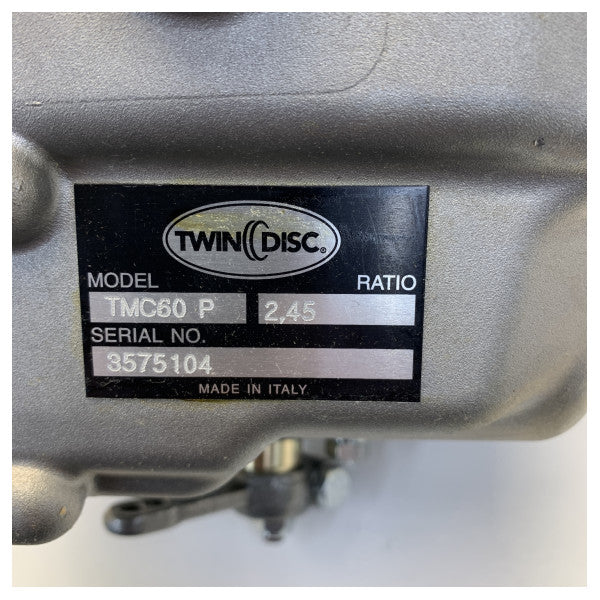 TWIN DISC®
MODEL RATIO
TMC60 P 2,45
SERIAL NO.
3575104
MADE IN ITALY